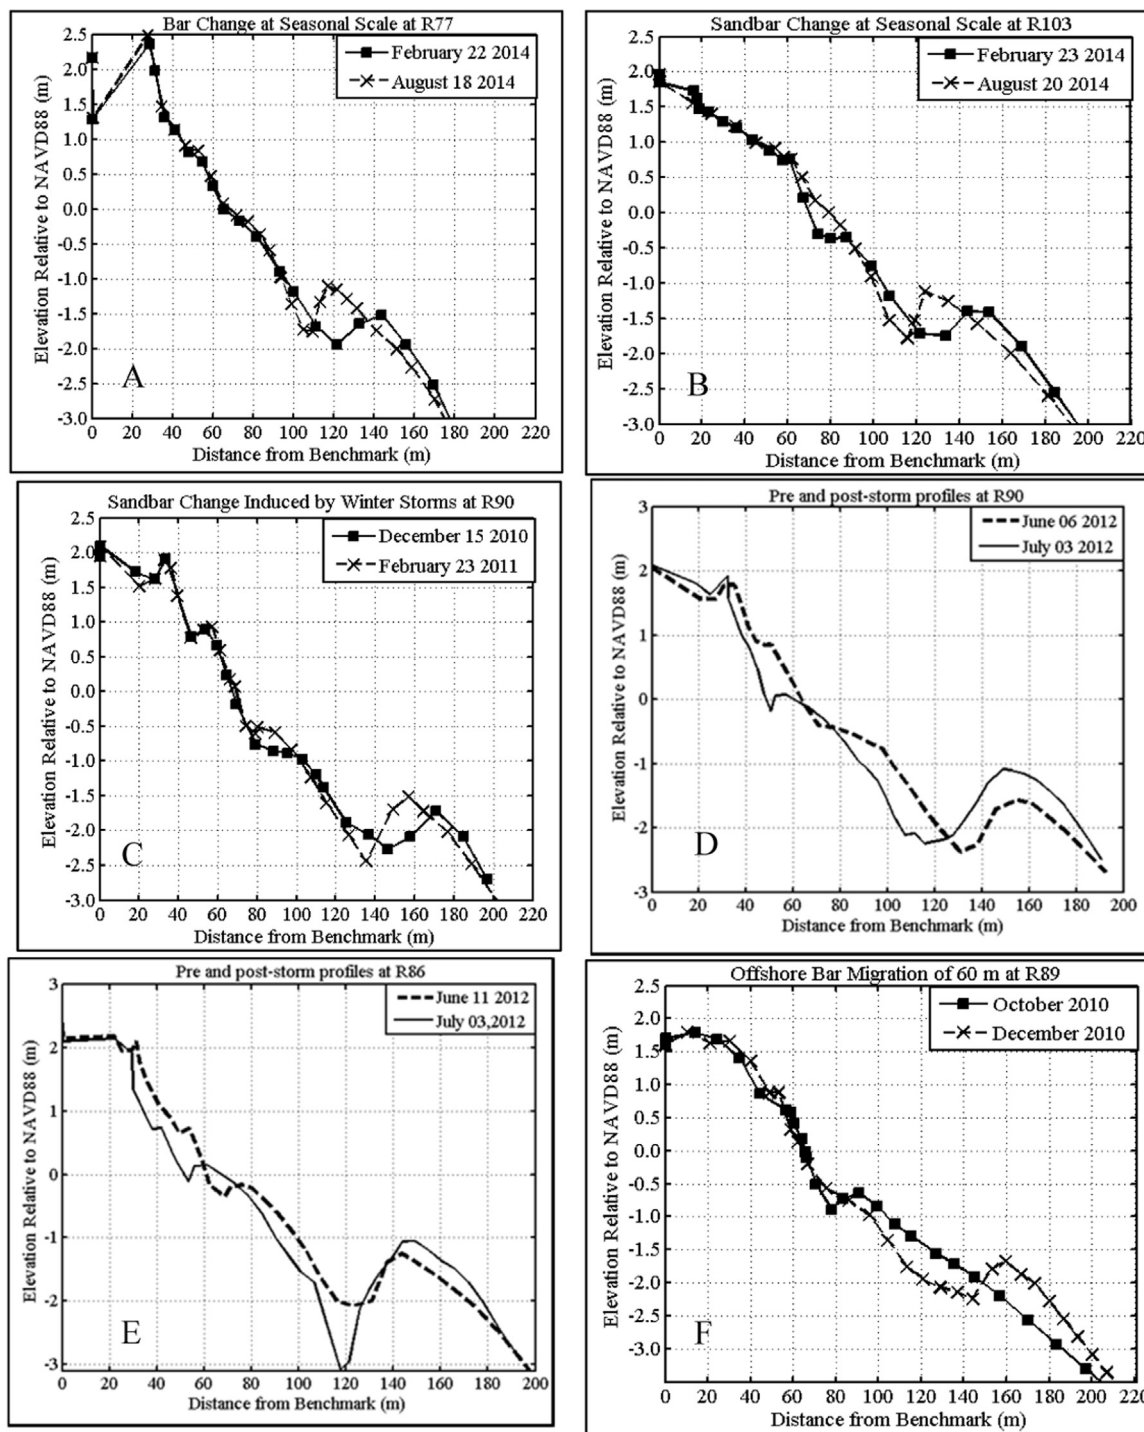 Bar Change at Seasonal Scale at R77
February 22 2014
August 18 2014
Elevation Relative to NAVD88 (m)
2.5
2.0
1.5
1.0
0.5
0.0
-0.5
-1.0
-1.5
-2.0
-2.5
-3.0
A
0 20 40 60 80 100 120 140 160 180 200 220
Distance from Benchmark (m)
Sandbar Change at Seasonal Scale at R103
February 23 2014
August 20 2014
Elevation Relative to NAVD88 (m)
2.5
2.0
1.5
1.0
0.5
0.0
-0.5
-1.0
-1.5
-2.0
-2.5
-3.0
B
0 20 40 60 80 100 120 140 160 180 200 220
Distance from Benchmark (m)
Sandbar Change Induced by Winter Storms at R90
December 15 2010
February 23 2011
Elevation Relative to NAVD88 (m)
2.5
2.0
1.5
1.0
0.5
0.0
-0.5
-1.0
-1.5
-2.0
-2.5
-3.0
C
0 20 40 60 80 100 120 140 160 180 200 220
Distance from Benchmark (m)
Pre and post-storm profiles at R90
June 06 2012
July 03 2012
Elevation Relative to NAVD88 (m)
3
2
1
0
-1
-2
-3
D
0 20 40 60 80 100 120 140 160 180 200
Distance from Benchmark (m)
Pre and post-storm profiles at R86
June 11 2012
July 03,2012
Elevation Relative to NAVD88 (m)
3
2
1
0
-1
-2
-3
E
0 20 40 60 80 100 120 140 160 180 200
Distance from Benchmark (m)
Offshore Bar Migration of 60 m at R89
October 2010
December 2010
Elevation Relative to NAVD88 (m)
2.0
1.5
1.0
0.5
0.0
-0.5
-1.0
-1.5
-2.0
-2.5
-3.0
F
0 20 40 60 80 100 120 140 160 180 200 220
Distance from Benchmark (m)